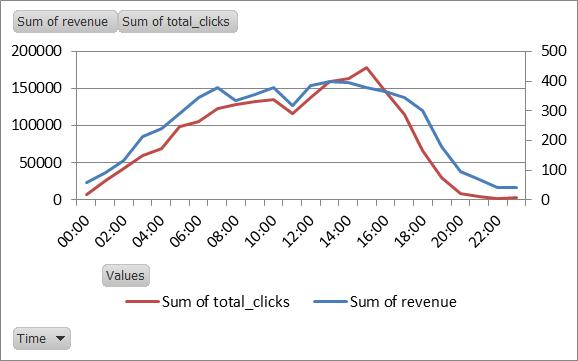 Sum of revenue Sum of total_clicks
200000 500
150000 400
100000 300
50000 200
0 100
0
00:00 02:00 04:00 06:00 08:00 10:00 12:00 14:00 16:00 18:00 20:00 22:00
Values
Sum of total_clicks Sum of revenue
Time